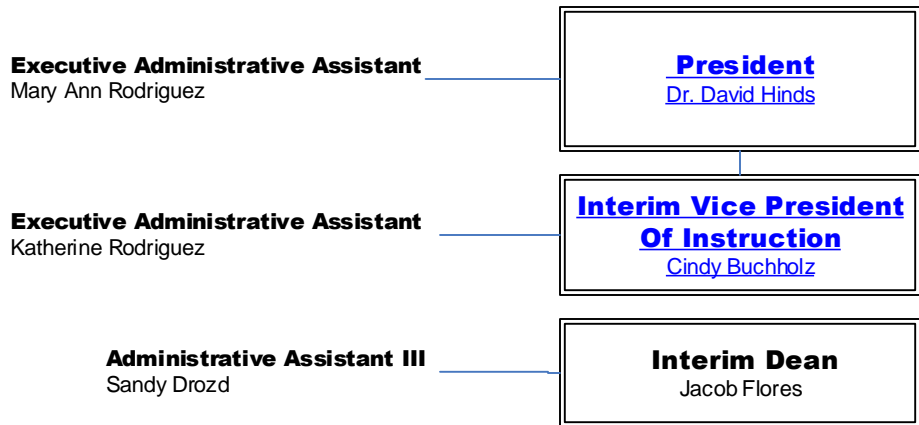 Executive Administrative Assistant
Mary Ann Rodriguez
President
Dr. David Hinds
Executive Administrative Assistant
Katherine Rodriguez
Interim Vice President
Of Instruction
Cindy Buchholz
Administrative Assistant III
Sandy Drozd
Interim Dean
Jacob Flores